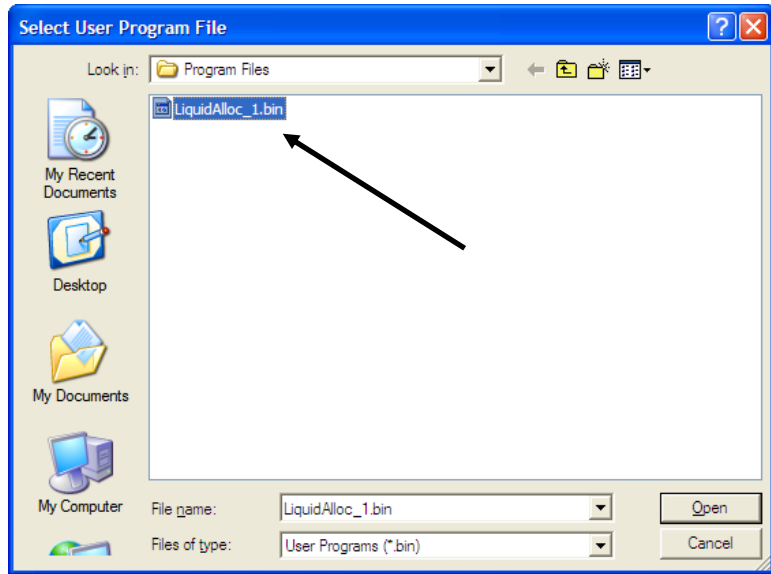 Select User Program File
Look in: Program Files
LiquidAlloc_1.bin
My Recent
Documents
Desktop
My Documents
My Computer
File name: LiquidAlloc_1.bin Open
Files of type: User Programs (*.bin) Cancel